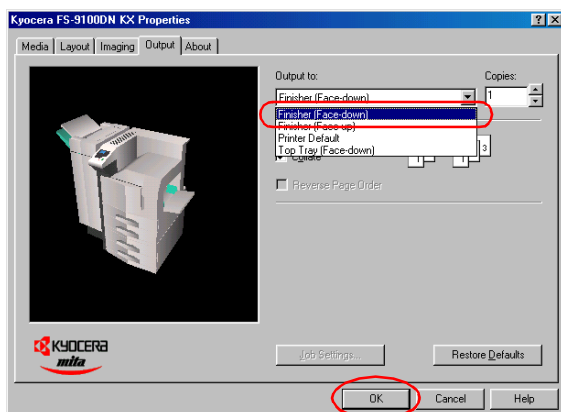 Kyocera FS-9100DN KX Properties
Media Layout Imaging Output About
Output to: Copies:
Finisher (Face-down) 1
Finisher (Face-down)
Finisher (Face-up)
Printer Default
Top Tray (Face-down)
Collate 1 1 3
Reverse Page Order
KYOCERA
mita
Job Settings... Restore Defaults
OK Cancel Help